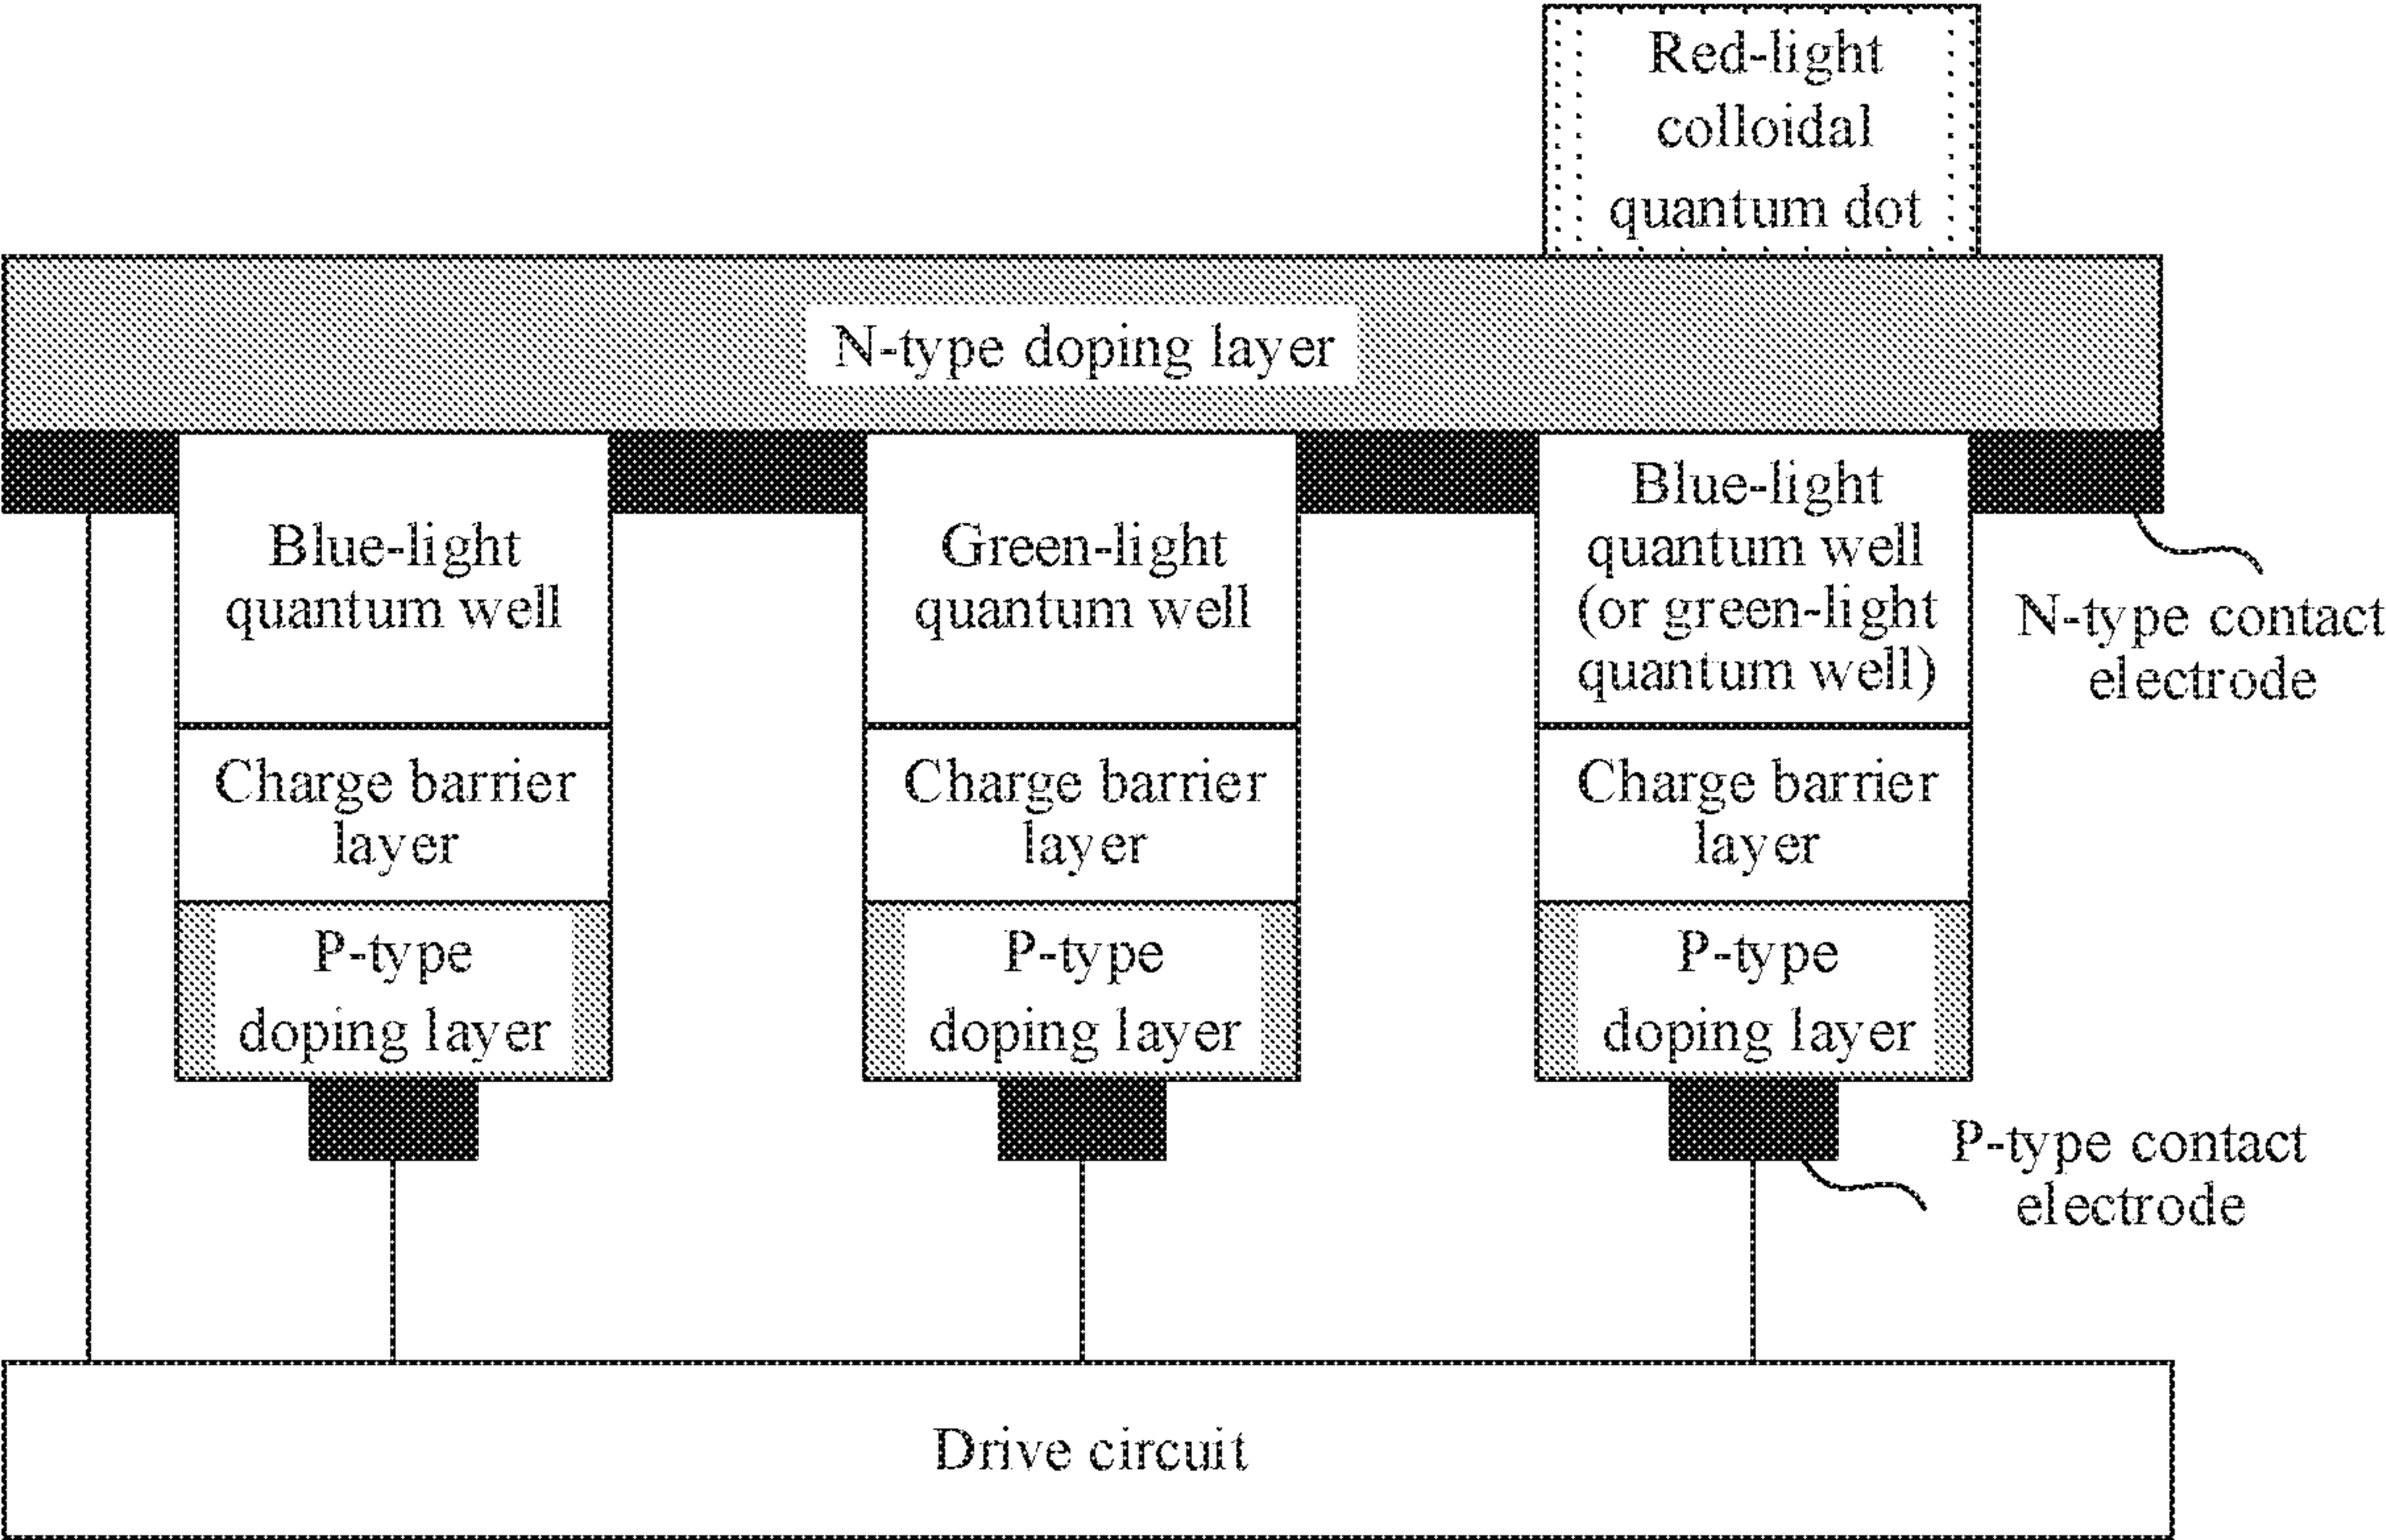 Red-light
colloidal
quantum dot
N-type doping layer
Blue-light
quantum well
Green-light
quantum well
Blue-light
quantum well
(or green-light
quantum well)
N-type contact
electrode
Charge barrier
layer
Charge barrier
layer
Charge barrier
layer
P-type
doping layer
P-type
doping layer
P-type
doping layer
P-type contact
electrode
Drive circuit